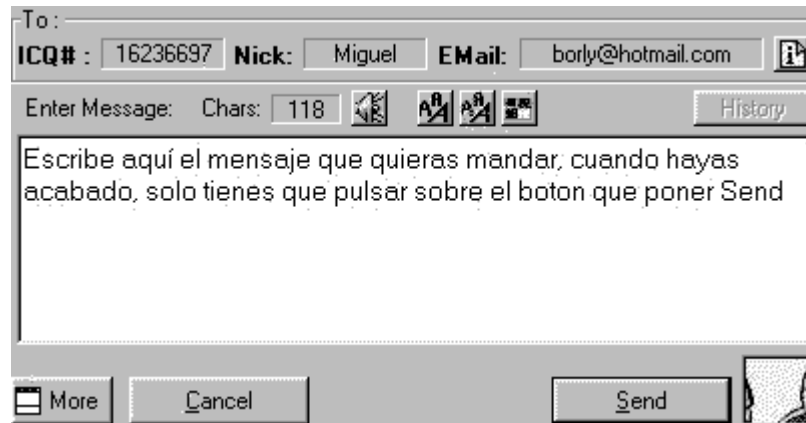 To:
ICQ#: 16236697 Nick: Miguel EMail: borly@hotmail.com
Enter Message: Chars: 118 History
Escribe aquí el mensaje que quieras mandar, cuando hayas
acabado, solo tienes que pulsar sobre el boton que poner Send
More Cancel Send